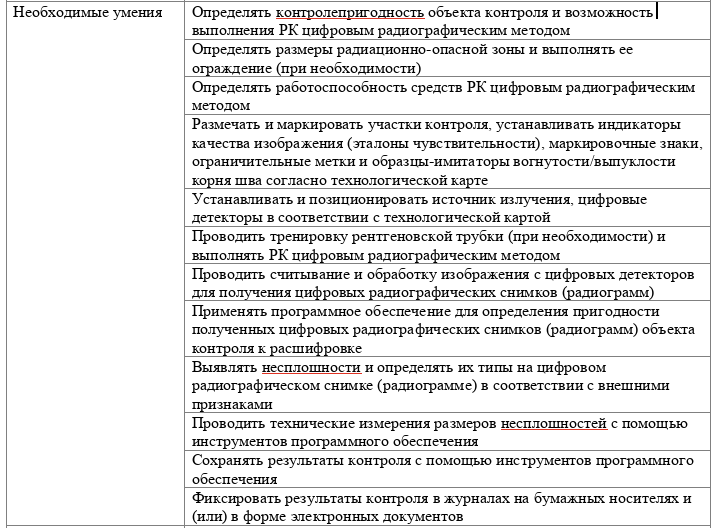 Необходимые умения
Определять контролепригодность объекта контроля и возможность
выполнения РК цифровым радиографическим методом
Определять размеры радиационно-опасной зоны и выполнять ее
ограждение (при необходимости)
Определять работоспособность средств РК цифровым радиографическим
методом
Размечать и маркировать участки контроля, устанавливать индикаторы
качества изображения (эталоны чувствительности), маркировочные знаки,
ограничительные метки и образцы-имитаторы вогнутости/выпуклости
корня шва согласно технологической карте
Устанавливать и позиционировать источник излучения, цифровые
детекторы в соответствии с технологической картой
Проводить тренировку рентгеновской трубки (при необходимости) и
выполнять РК цифровым радиографическим методом
Проводить считывание и обработку изображения с цифровых детекторов
для получения цифровых радиографических снимков (радиограмм)
Применять программное обеспечение для определения пригодности
полученных цифровых радиографических снимков (радиограмм) объекта
контроля к расшифровке
Выявлять несплошности и определять их типы на цифровом
радиографическом снимке (радиограмме) в соответствии с внешними
признаками
Проводить технические измерения размеров несплошностей с помощью
инструментов программного обеспечения
Сохранять результаты контроля с помощью инструментов программного
обеспечения
Фиксировать результаты контроля в журналах на бумажных носителях и
(или) в форме электронных документов